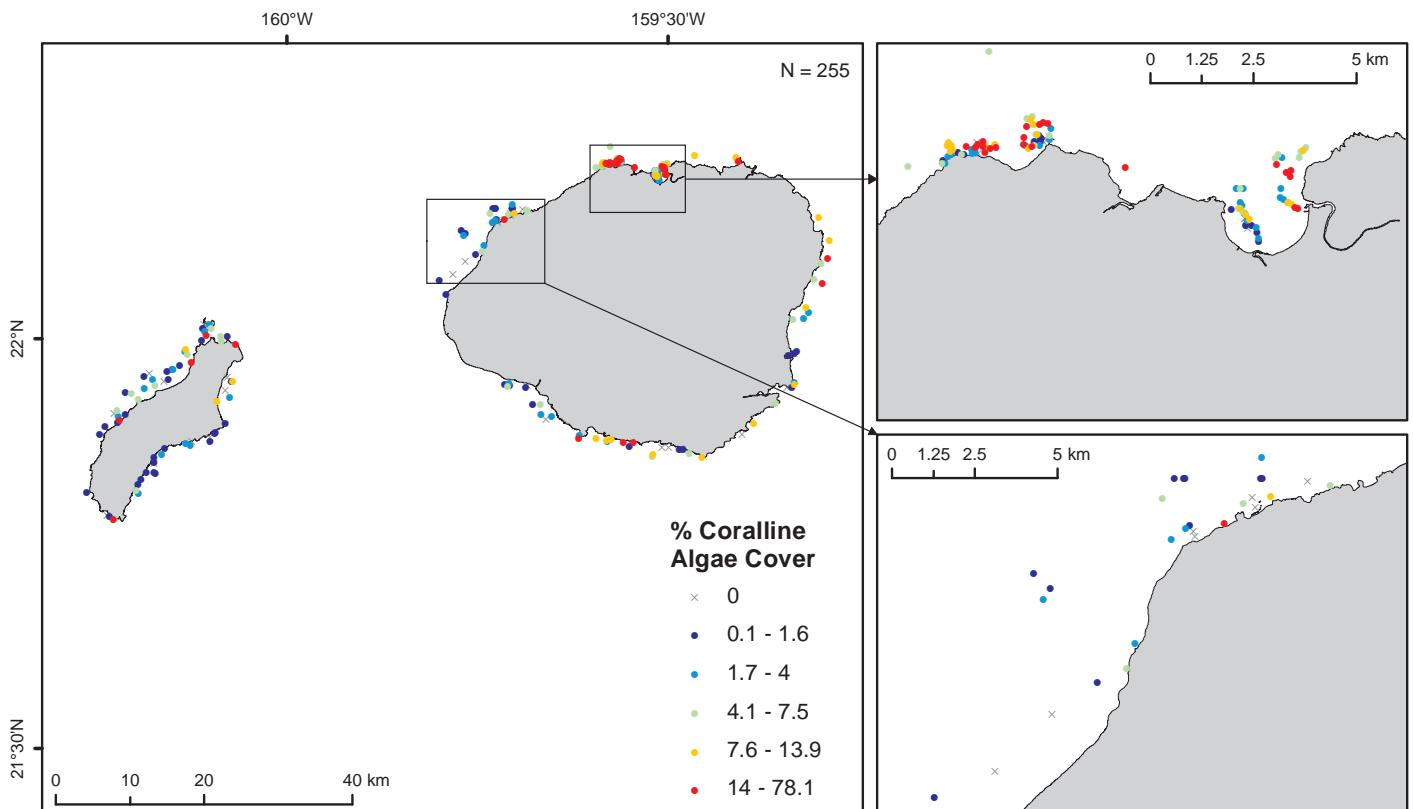 160°W
159°30'W
N = 255
0 1.25 2.5 5 km
22°N
0 1.25 2.5 5 km
% Coralline
Algae Cover
0
0.1 - 1.6
1.7 - 4
4.1 - 7.5
7.6 - 13.9
14 - 78.1
21°30'N
0 10 20 40 km